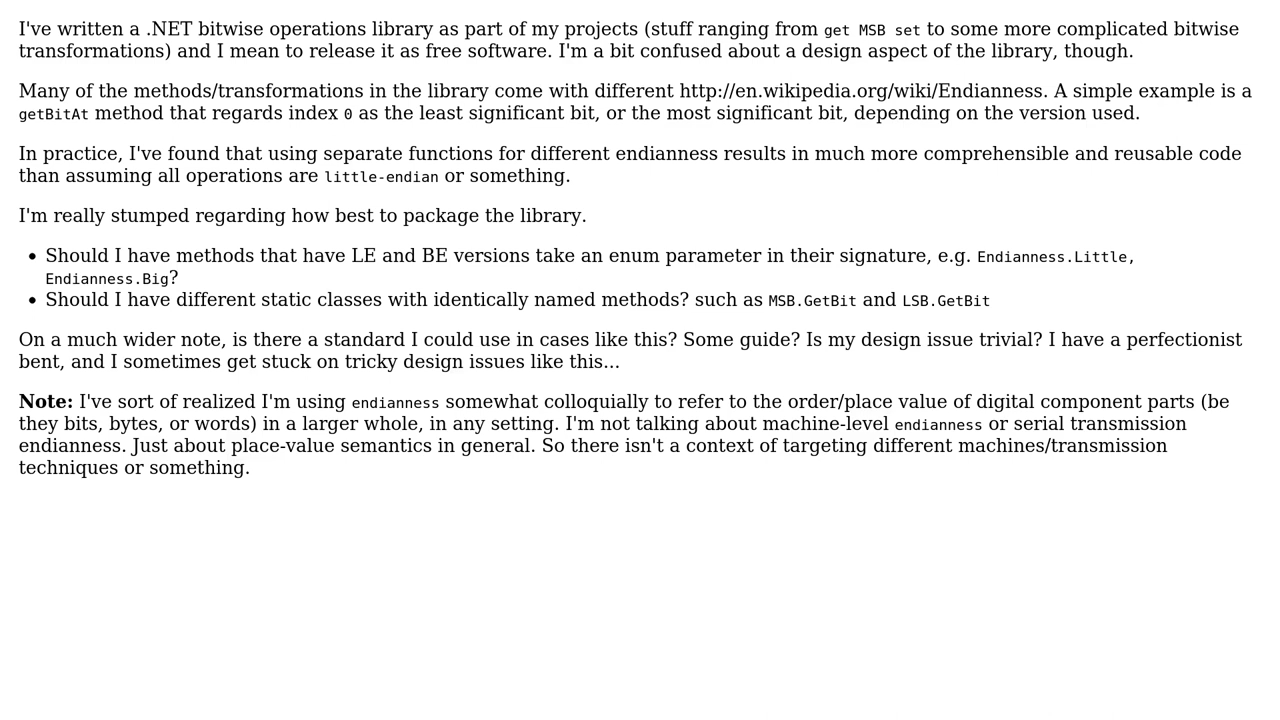 I've written a .NET bitwise operations library as part of my projects (stuff ranging from get MSB set to some more complicated bitwise
transformations) and I mean to release it as free software. I'm a bit confused about a design aspect of the library, though.
Many of the methods/transformations in the library come with different http://en.wikipedia.org/wiki/Endianness. A simple example is a
getBitAt method that regards index 0 as the least significant bit, or the most significant bit, depending on the version used.
In practice, I've found that using separate functions for different endianness results in much more comprehensible and reusable code
than assuming all operations are little-endian or something.
I'm really stumped regarding how best to package the library.
• Should I have methods that have LE and BE versions take an enum parameter in their signature, e.g. Endianness.Little,
Endianness.Big?
• Should I have different static classes with identically named methods? such as MSB.GetBit and LSB.GetBit
On a much wider note, is there a standard I could use in cases like this? Some guide? Is my design issue trivial? I have a perfectionist
bent, and I sometimes get stuck on tricky design issues like this...
Note: I've sort of realized I'm using endianness somewhat colloquially to refer to the order/place value of digital component parts (be
they bits, bytes, or words) in a larger whole, in any setting. I'm not talking about machine-level endianness or serial transmission
endianness. Just about place-value semantics in general. So there isn't a context of targeting different machines/transmission
techniques or something.